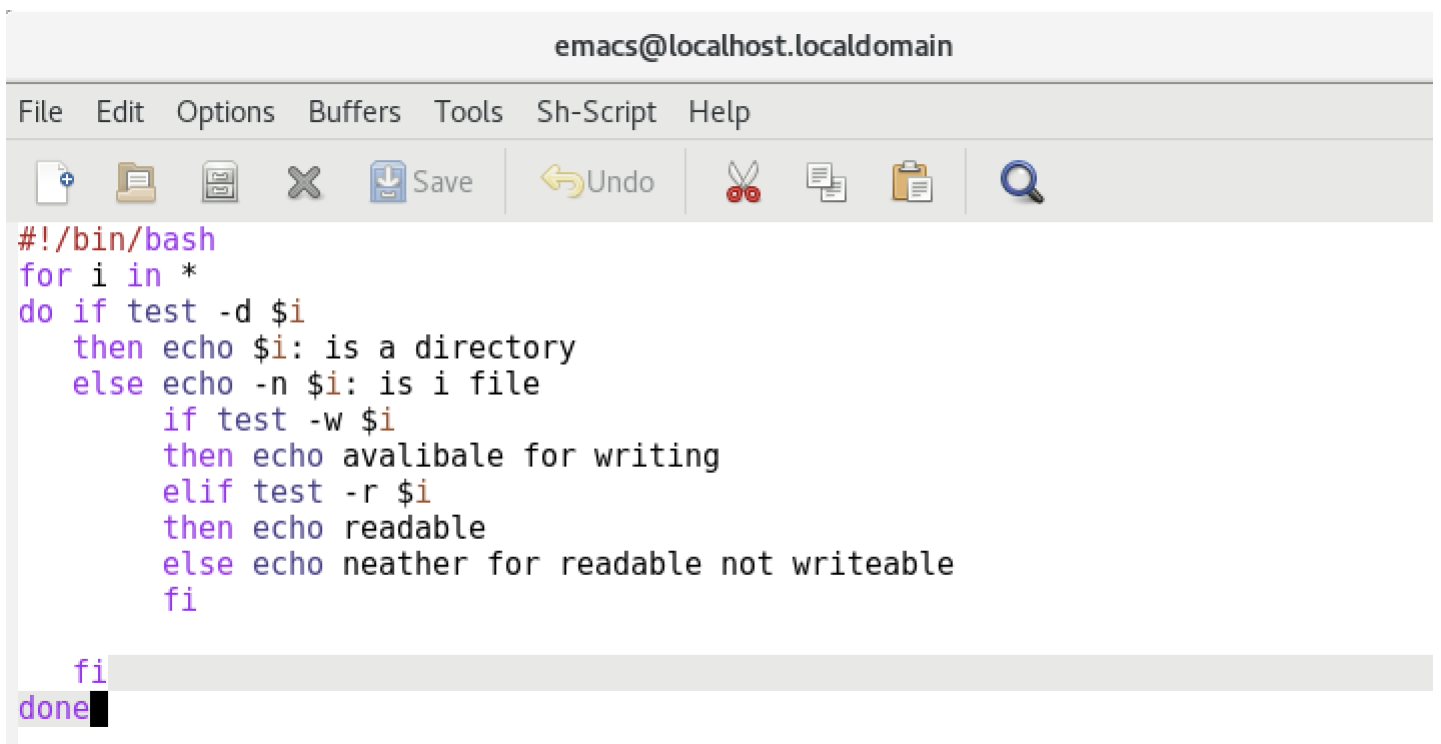 emacs@localhost.localdomain
File Edit Options Buffers Tools Sh-Script Help
Save Undo
#!/bin/bash
for i in *
do if test -d $i
   then echo $i: is a directory
   else echo -n $i: is i file
        if test -w $i
        then echo avalibale for writing
        elif test -r $i
        then echo readable
        else echo neather for readable not writeable
        fi

   fi
done